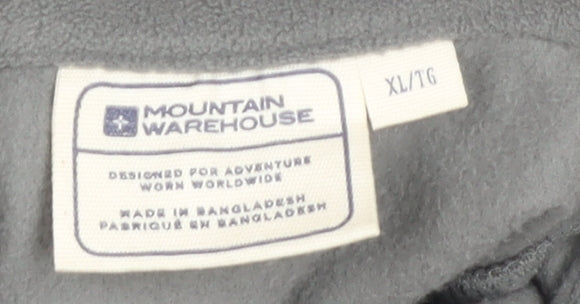 MOUNTAIN
WAREHOUSE
XL/TG
DESIGNED FOR ADVENTURE
WORN WORLDWIDE
MADE IN BANGLADESH
FABRIQUÉ EN BANGLADESH